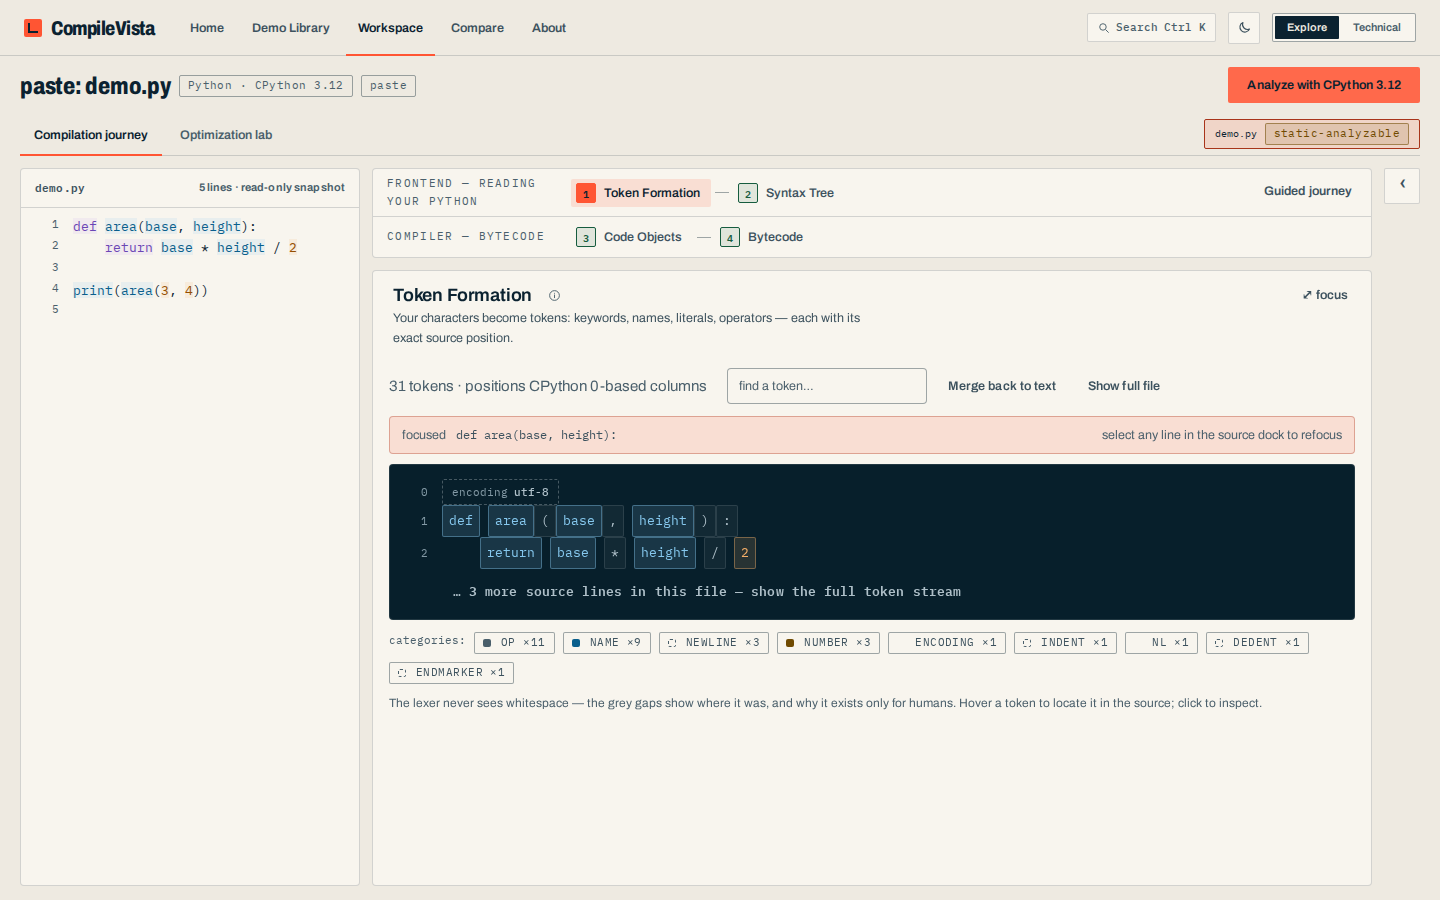 CompileVista Home Demo Library Workspace Compare About Search Ctrl K Explore Technical
paste: demo.py Python · CPython 3.12 paste Analyze with CPython 3.12
Compilation journey Optimization lab demo.py static-analyzable
demo.py 5 lines · read-only snapshot
1 def area(base, height):
2 return base * height / 2
3
4 print(area(3, 4))
5
FRONTEND — READING YOUR PYTHON 1 Token Formation — 2 Syntax Tree Guided journey
COMPILER — BYTECODE 3 Code Objects — 4 Bytecode
Token Formation ⤢ focus
Your characters become tokens: keywords, names, literals, operators — each with its
exact source position.
31 tokens · positions CPython 0-based columns find a token… Merge back to text Show full file
focused def area(base, height): select any line in the source dock to refocus
0 encoding utf-8
1 def area ( base , height ) :
2 return base * height / 2
… 3 more source lines in this file — show the full token stream
categories: OP ×11 NAME ×9 NEWLINE ×3 NUMBER ×3 ENCODING ×1 INDENT ×1 NL ×1 DEDENT ×1
ENDMARKER ×1
The lexer never sees whitespace — the grey gaps show where it was, and why it exists only for humans. Hover a token to locate it in the source; click to inspect.